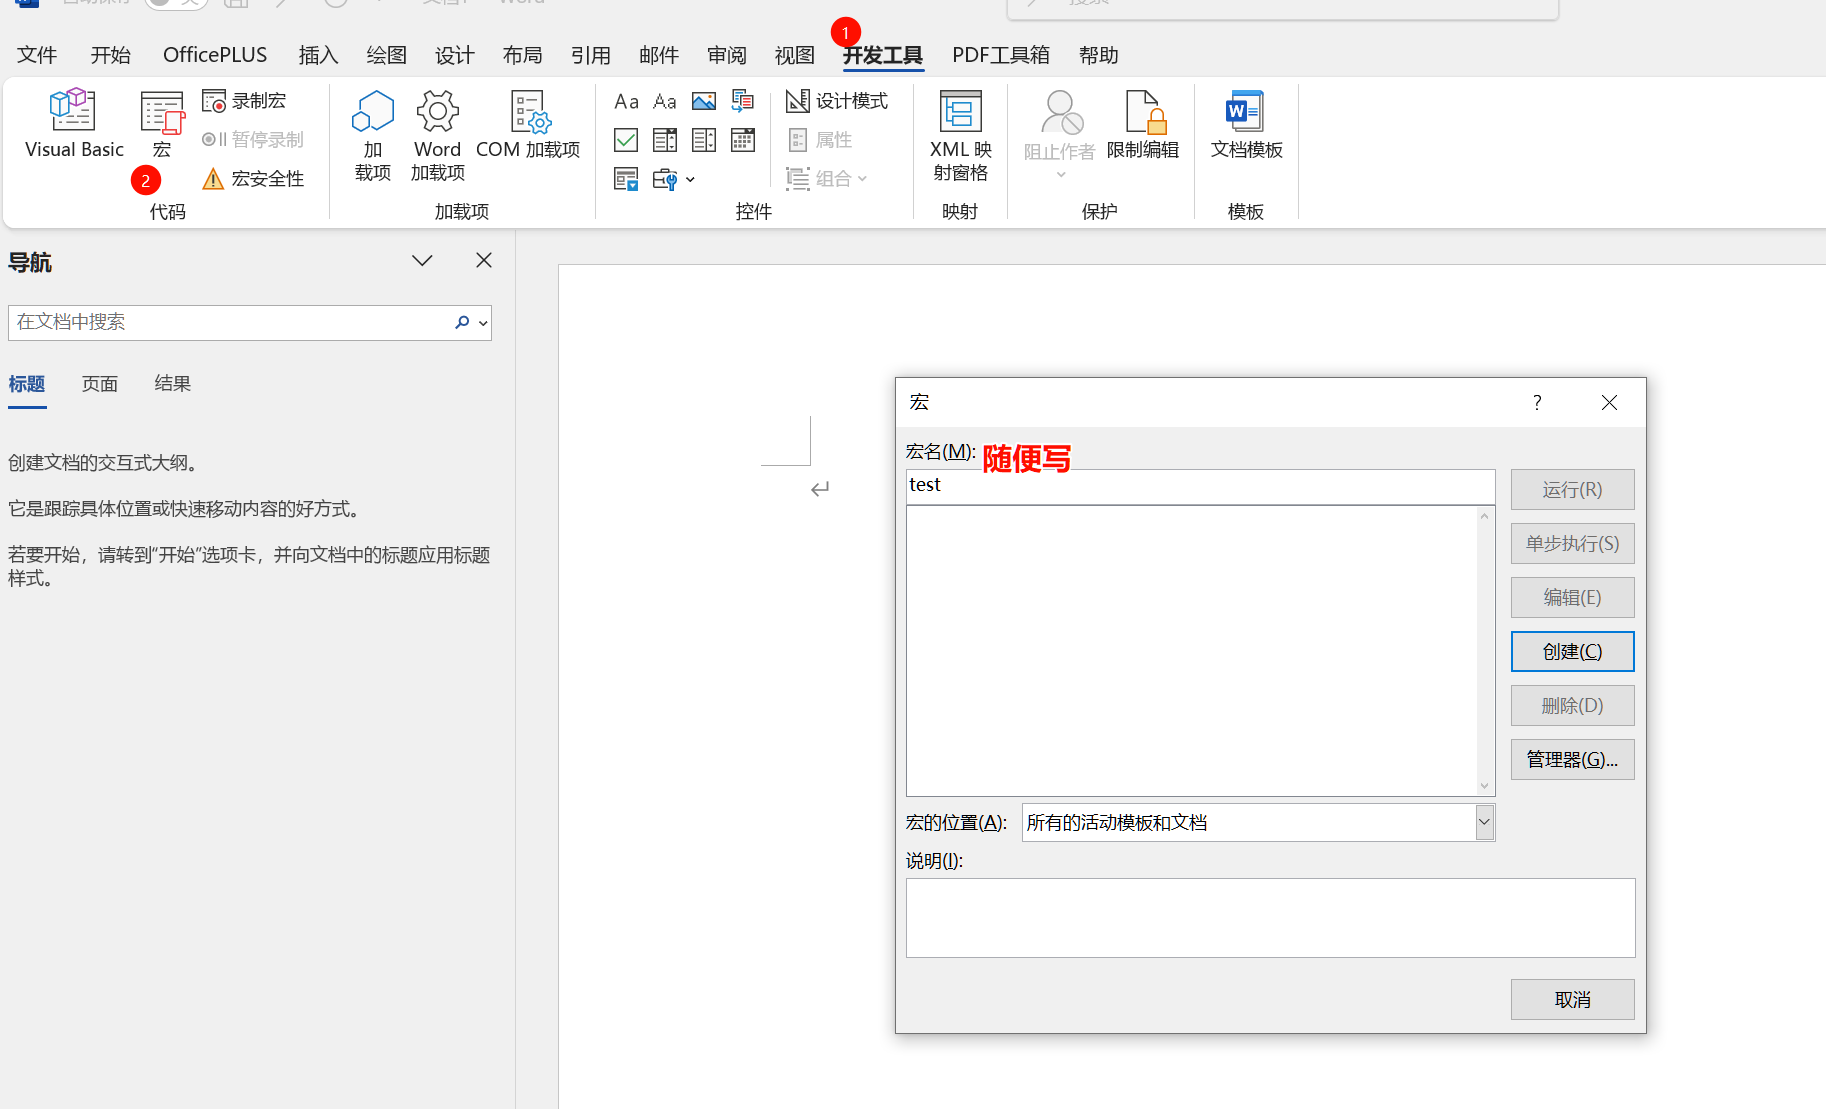 文件 开始 OfficePLUS 插入 绘图 设计 布局 引用 邮件 审阅 视图 1 开发工具 PDF工具箱 帮助
Visual Basic
宏
2
录制宏
暂停录制
宏安全性
代码
加
载项
Word
加载项
COM 加载项
加载项
Aa Aa
设计模式
属性
组合
控件
XML 映
射窗格
映射
阻止作者
限制编辑
保护
文档模板
模板
导航
在文档中搜索
标题 页面 结果
创建文档的交互式大纲。
它是跟踪具体位置或快速移动内容的好方式。
若要开始，请转到“开始”选项卡，并向文档中的标题应用标题
样式。
宏
?
宏名(M): 随便写
test
运行(R)
单步执行(S)
编辑(E)
创建(C)
删除(D)
管理器(G)...
宏的位置(A): 所有的活动模板和文档
说明(I):
取消